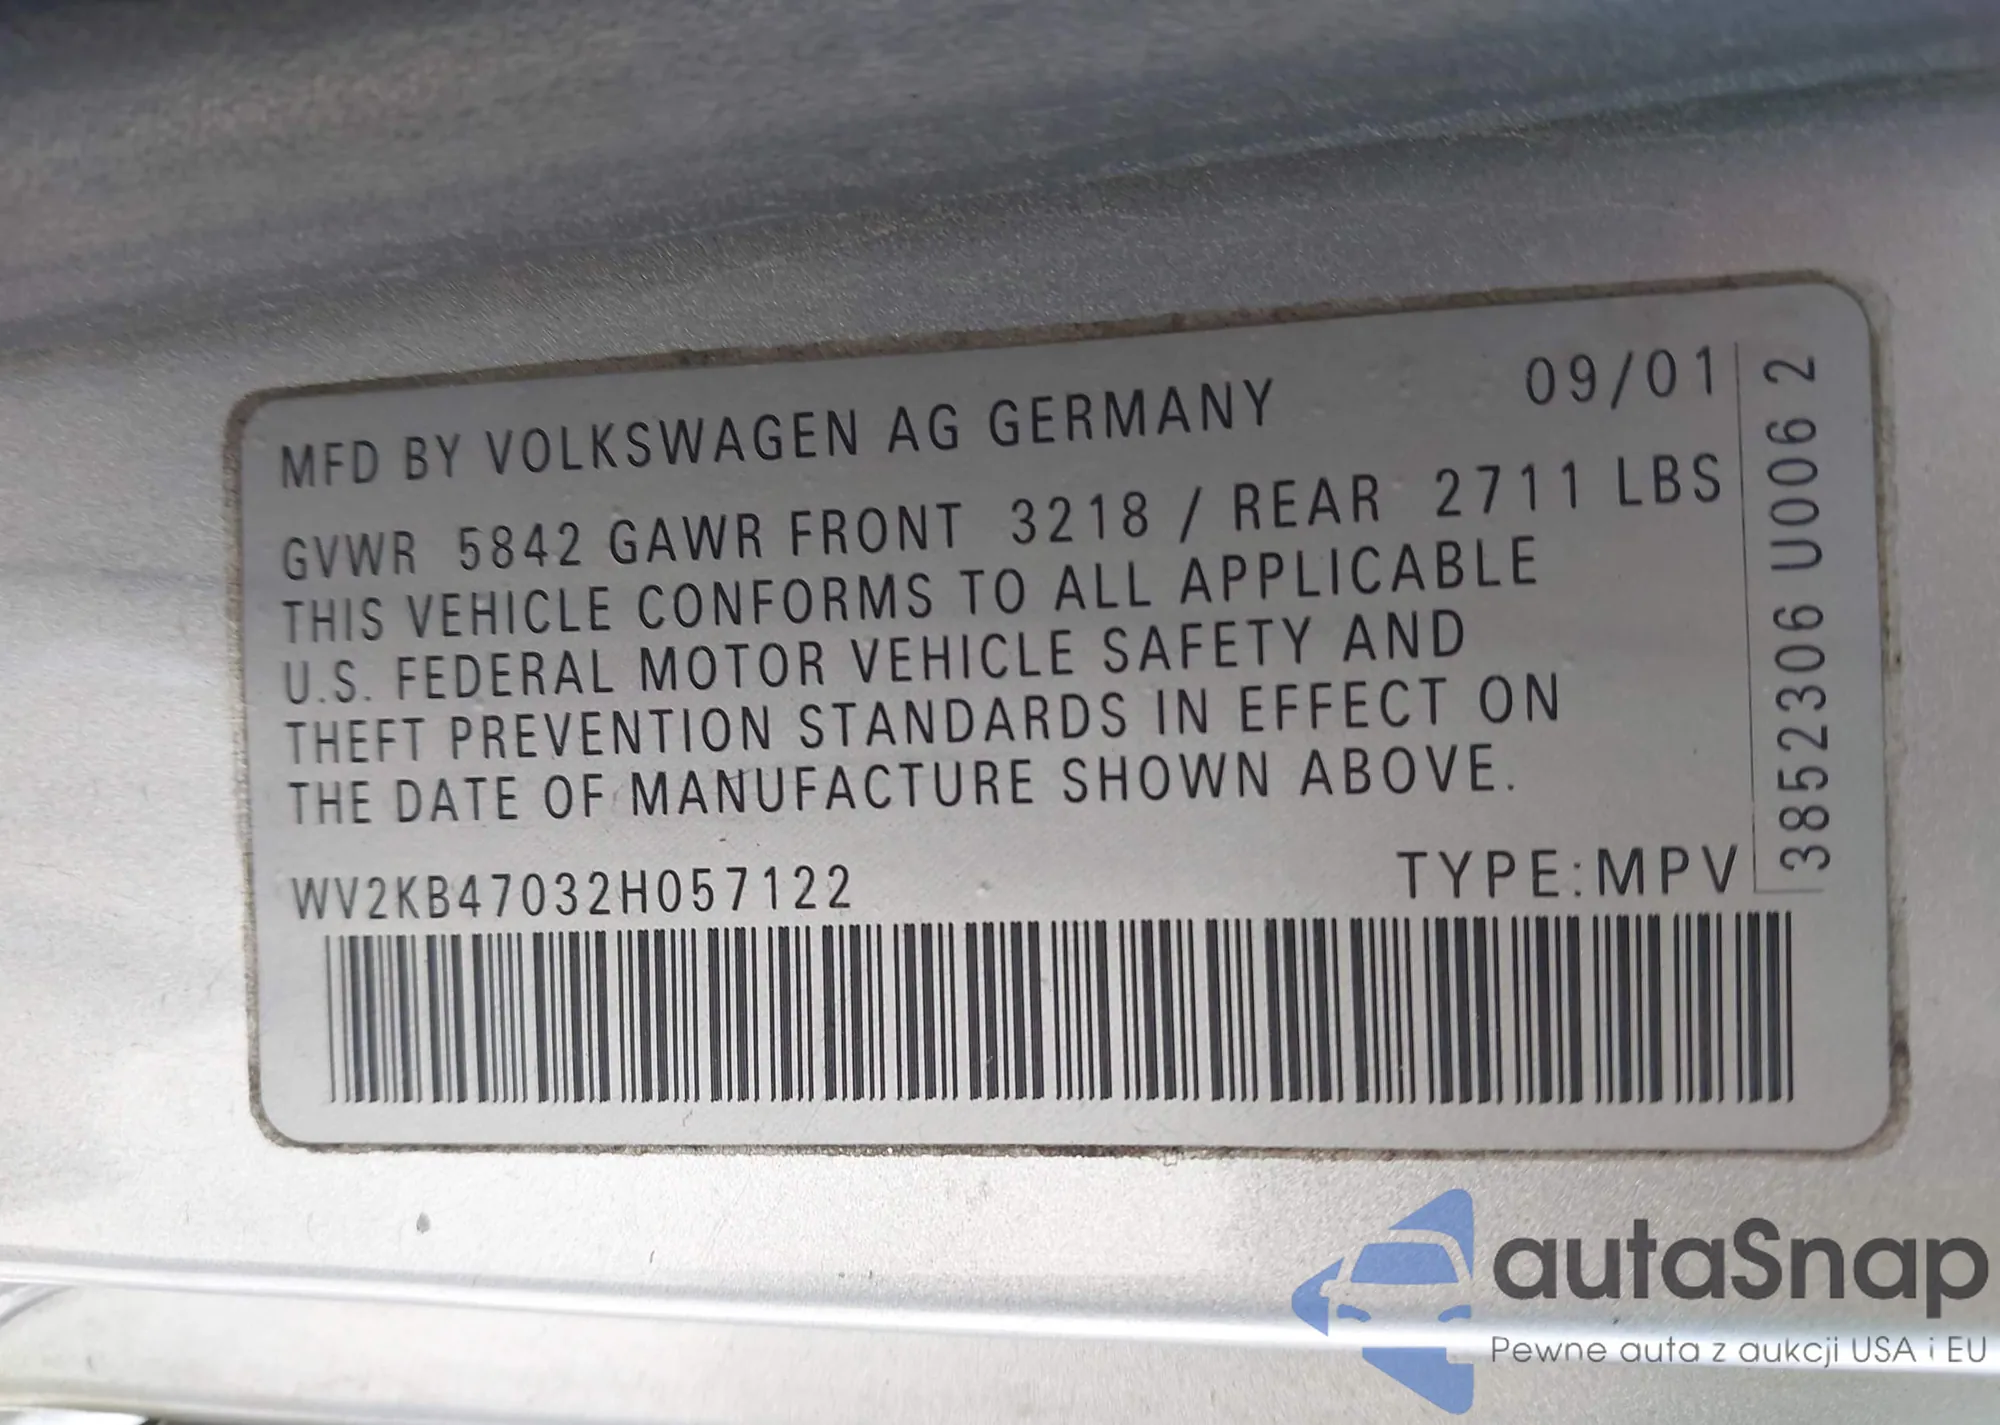 MFD BY VOLKSWAGEN AG GERMANY 09/01
GVWR 5842 GAWR FRONT 3218 / REAR 2711 LBS
THIS VEHICLE CONFORMS TO ALL APPLICABLE
U.S. FEDERAL MOTOR VEHICLE SAFETY AND
THEFT PREVENTION STANDARDS IN EFFECT ON
THE DATE OF MANUFACTURE SHOWN ABOVE.
WV2KB47032H057122 TYPE:MPV
3852306 U006 2
autaSnap
Pewne auta z aukcji USA i EU